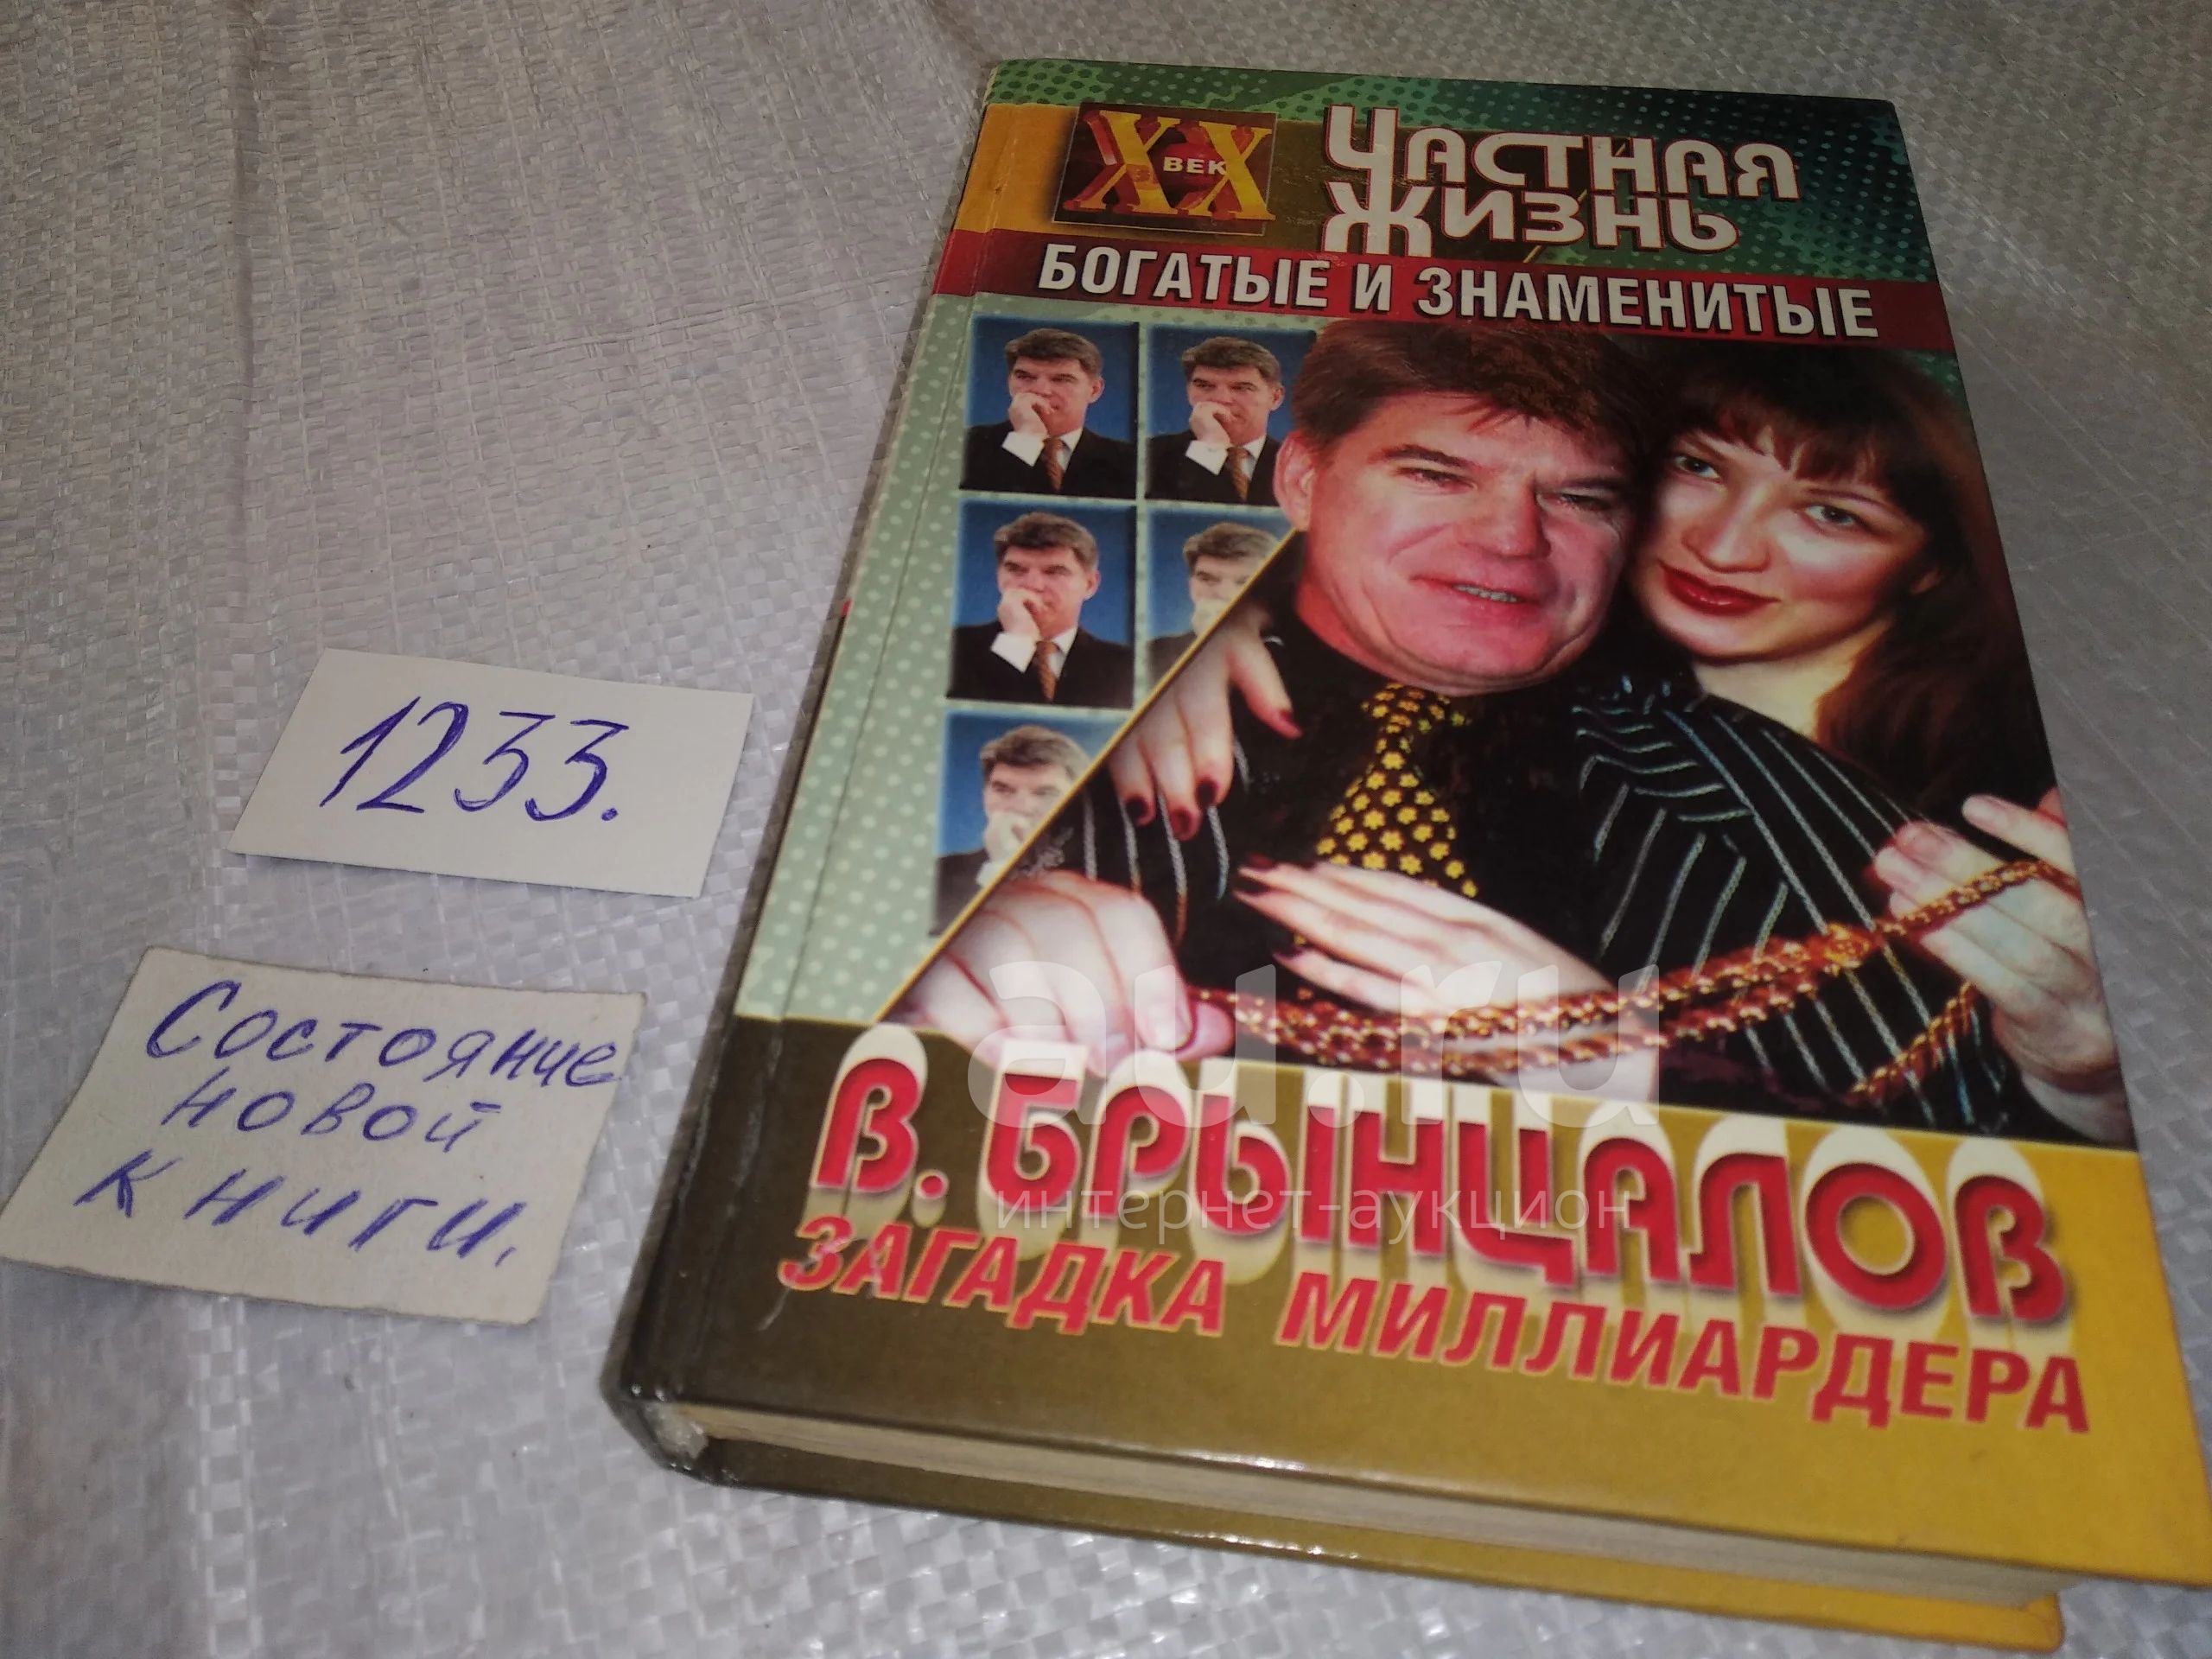 XX
ВЕК
ЧАСТНАЯ
ЖИЗНЬ
БОГАТЫЕ И ЗНАМЕНИТЫЕ
В. БРЫНЦАЛОВ
ЗАГАДКА МИЛЛИАРДЕРА
1233.
Состояние
новой
книги.
au.ru
интернет-аукцион